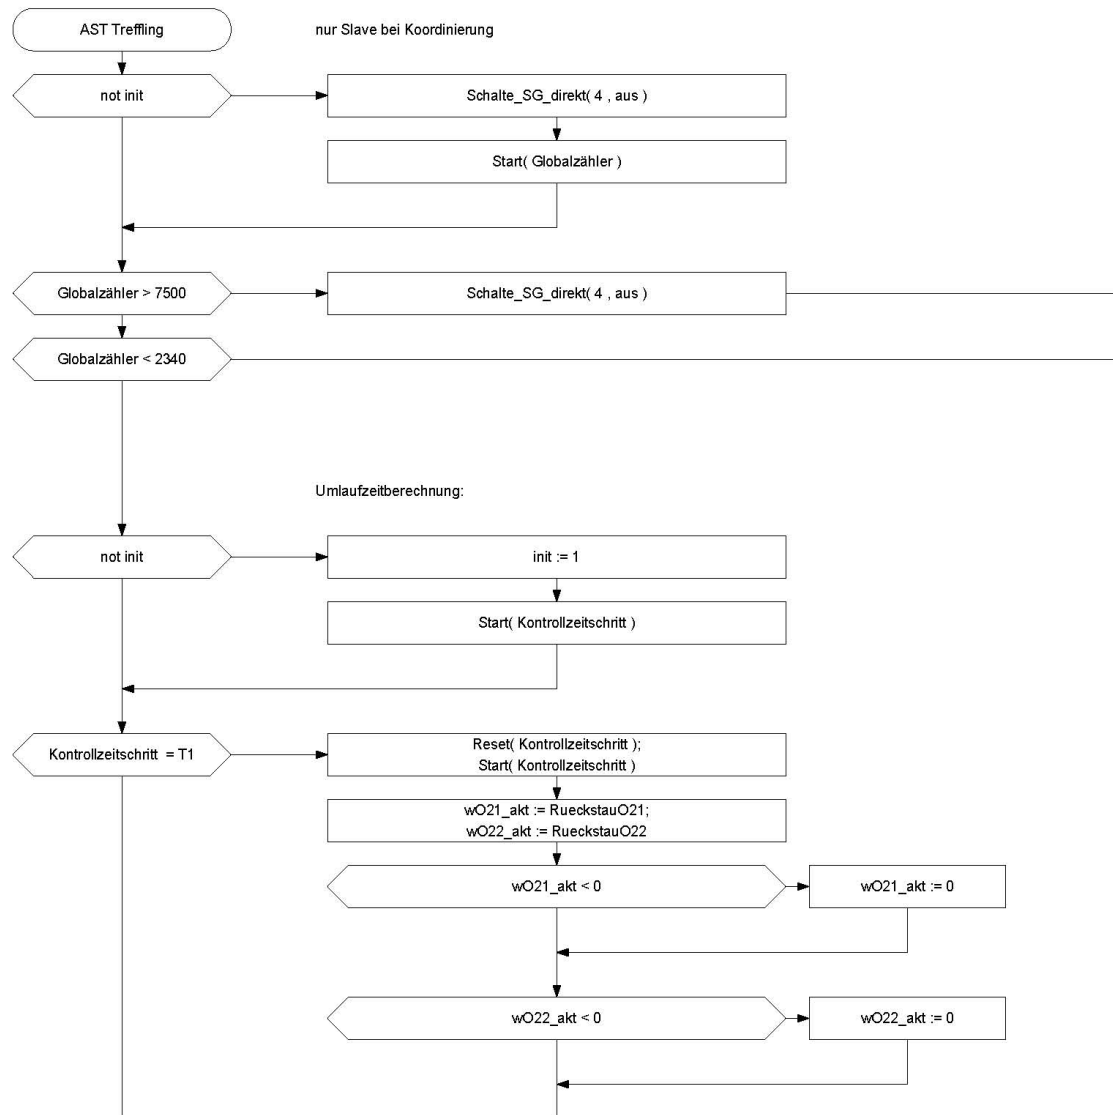 AST Treffling
nur Slave bei Koordinierung
not init
Schalte_SG_direkt( 4 , aus )
Start( Globalzähler )
Globalzähler > 7500
Schalte_SG_direkt( 4 , aus )
Globalzähler < 2340
Umlaufzeitberechnung:
not init
init := 1
Start( Kontrollzeitschritt )
Kontrollzeitschritt = T1
Reset( Kontrollzeitschritt );
Start( Kontrollzeitschritt )
wO21_akt := RueckstauO21;
wO22_akt := RueckstauO22
wO21_akt < 0
wO21_akt := 0
wO22_akt < 0
wO22_akt := 0